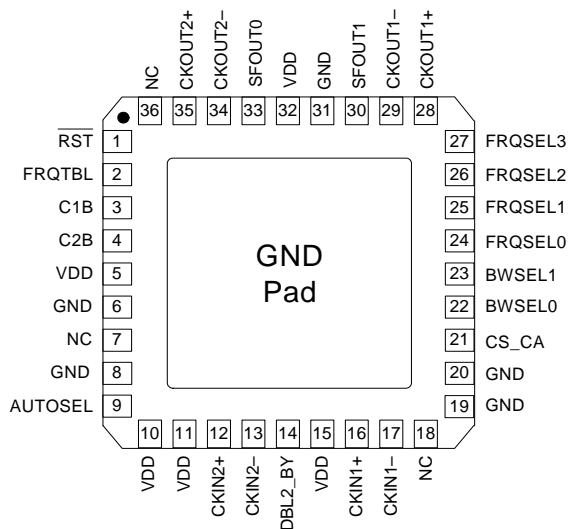 NC
CKOUT2+
CKOUT2–
SFOUT0
VDD
GND
SFOUT1
CKOUT1–
CKOUT1+
36
35
34
33
32
31
30
29
28
RST
1
FRQTBL
2
C1B
3
C2B
4
VDD
5
GND
6
NC
7
GND
8
AUTOSEL
9
GND
Pad
27
FRQSEL3
26
FRQSEL2
25
FRQSEL1
24
FRQSEL0
23
BWSEL1
22
BWSEL0
21
CS_CA
20
GND
19
GND
10
11
12
13
14
15
16
17
18
VDD
VDD
CKIN2+
CKIN2–
DBL2_BY
VDD
CKIN1+
CKIN1–
NC